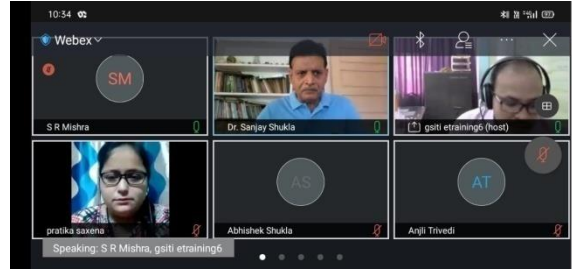 10:34
Webex
SM
S R Mishra
Dr. Sanjay Shukla
gsiti etraining6 (host)
pratika saxena
AS
Abhishek Shukla
AT
Anjli Trivedi
Speaking: S R Mishra, gsiti etraining6